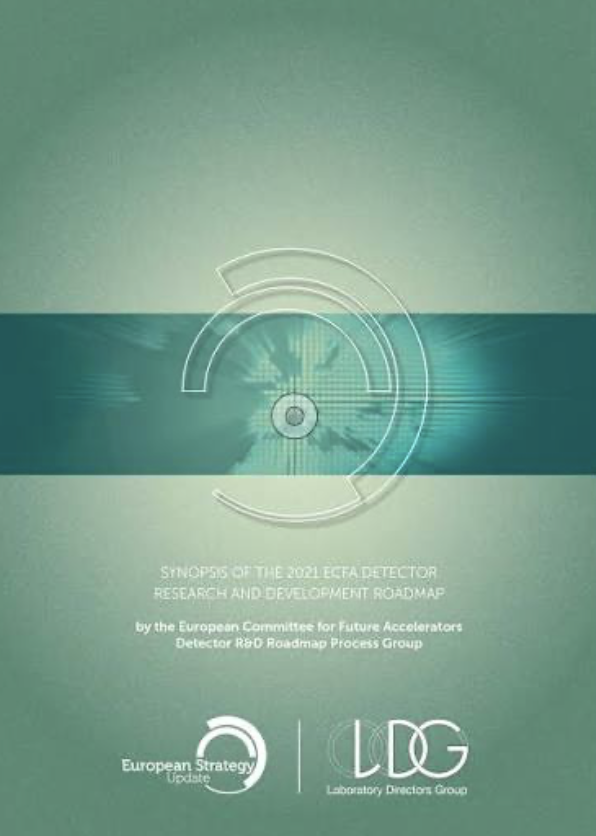 SYNOPSIS OF THE 2021 ECFA DETECTOR
RESEARCH AND DEVELOPMENT ROADMAP
by the European Committee for Future Accelerators
Detector R&D Roadmap Process Group
European Strategy
Update
LDG
Laboratory Directors Group